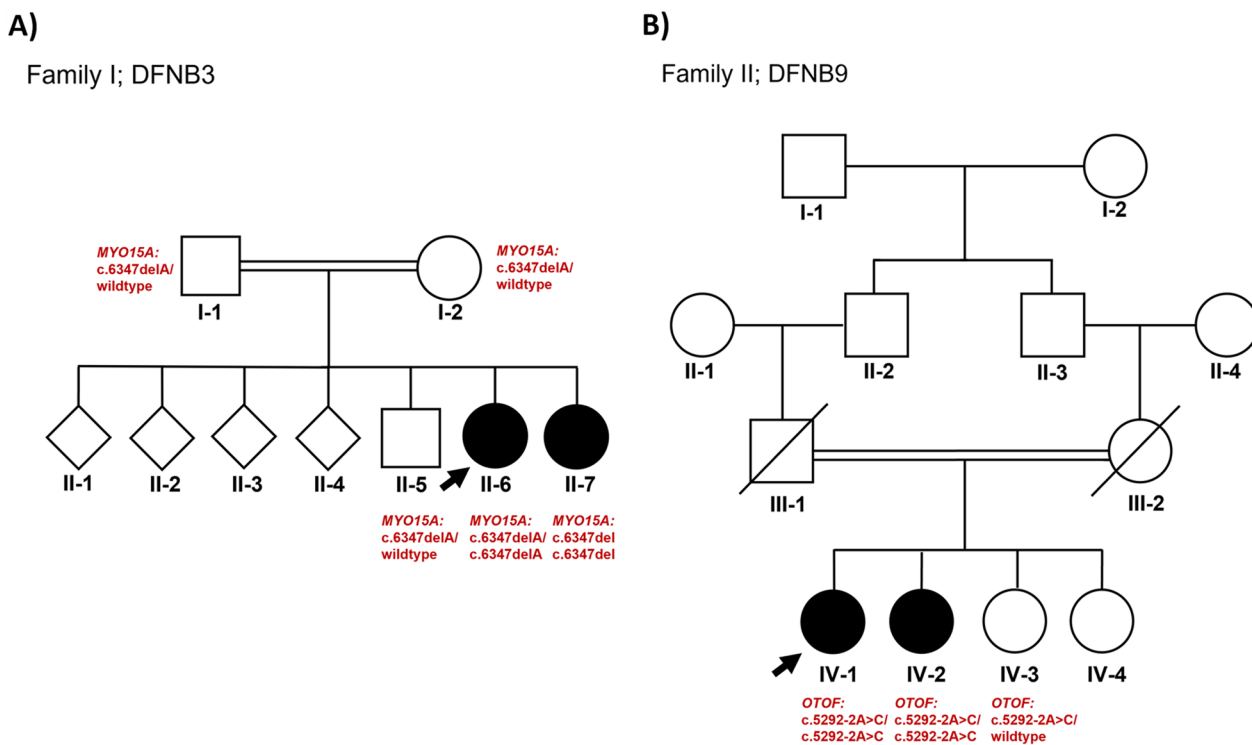 A)
Family I; DFNB3
MYO15A:
c.6347delA/
wildtype
I-1
MYO15A:
c.6347delA/
wildtype
I-2
II-1
II-2
II-3
II-4
II-5
II-6
II-7
MYO15A:
c.6347delA/
wildtype
MYO15A:
c.6347delA/
c.6347delA
MYO15A:
c.6347del
c.6347del
B)
Family II; DFNB9
I-1
I-2
II-1
II-2
II-3
II-4
III-1
III-2
IV-1
IV-2
IV-3
IV-4
OTOF:
c.5292-2A>C/
c.5292-2A>C
OTOF:
c.5292-2A>C/
c.5292-2A>C
OTOF:
c.5292-2A>C/
wildtype